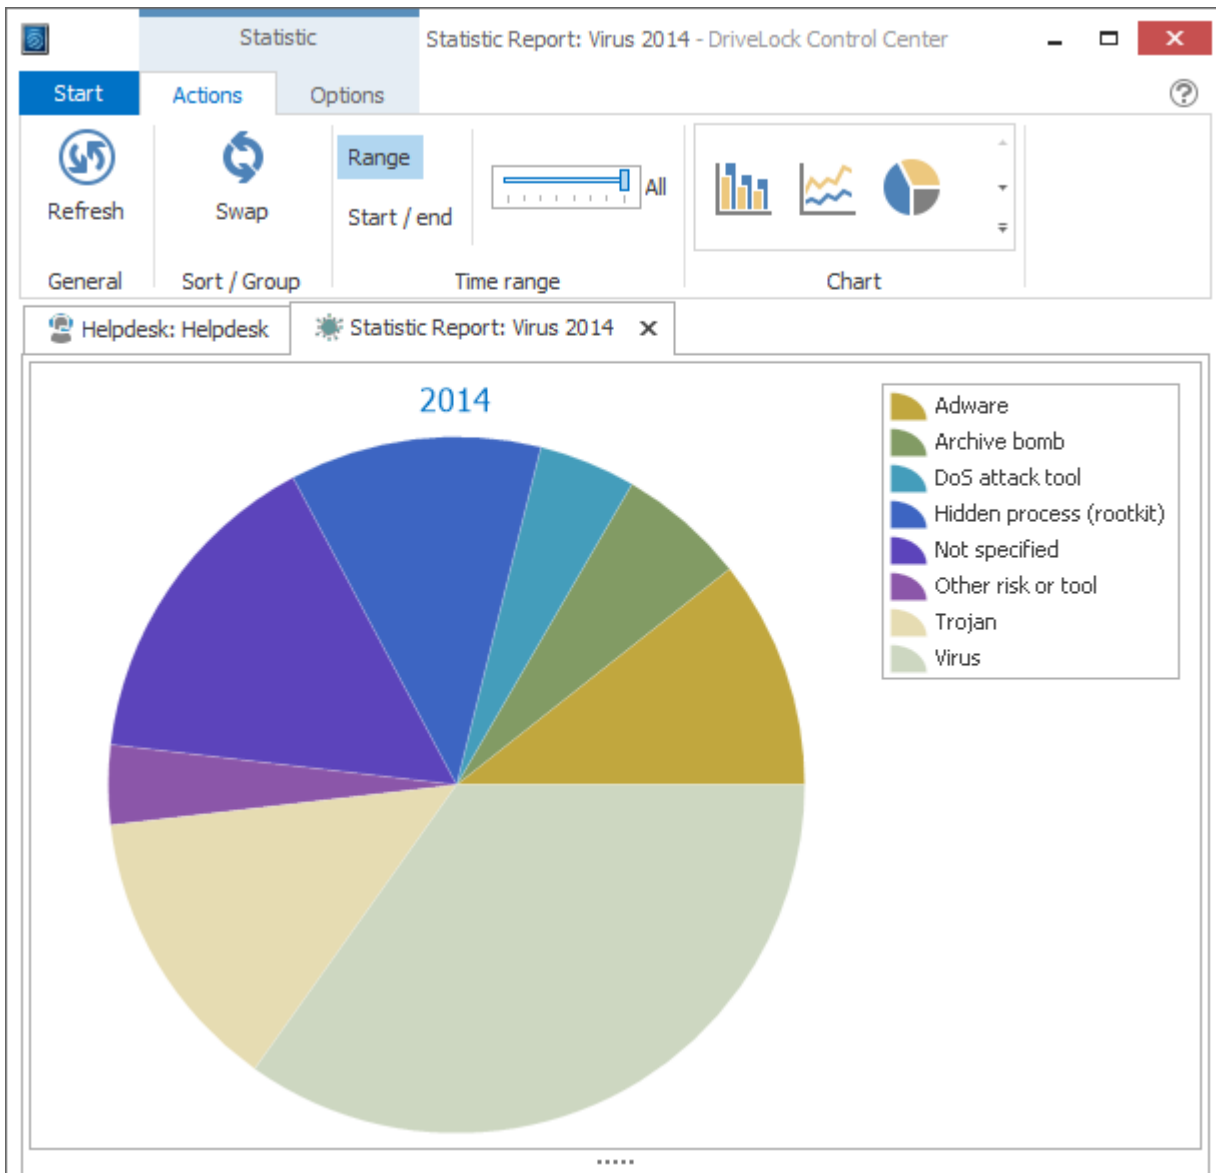 Statistic
Statistic Report: Virus 2014 - DriveLock Control Center
Start
Actions
Options
Refresh
Swap
Range
Start / end
All
General
Sort / Group
Time range
Chart
Helpdesk: Helpdesk
Statistic Report: Virus 2014
2014
Adware
Archive bomb
DoS attack tool
Hidden process (rootkit)
Not specified
Other risk or tool
Trojan
Virus